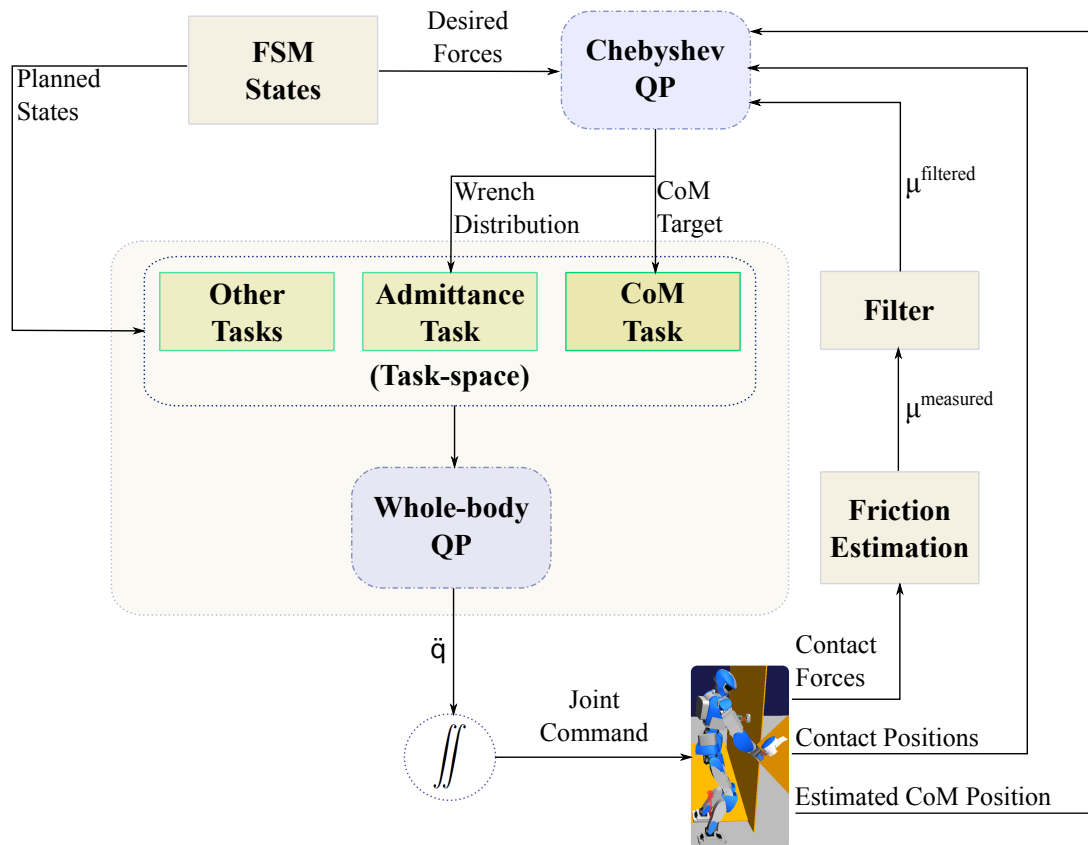 FSM
States
Desired
Forces
Chebyshev
QP
Planned
States
Wrench
Distribution
CoM
Target
μ^filtered
Other
Tasks
Admittance
Task
CoM
Task
(Task-space)
Filter
μ^measured
Whole-body
QP
Friction
Estimation
q̈
Contact
Forces
Joint
Command
∬
Contact Positions
Estimated CoM Position